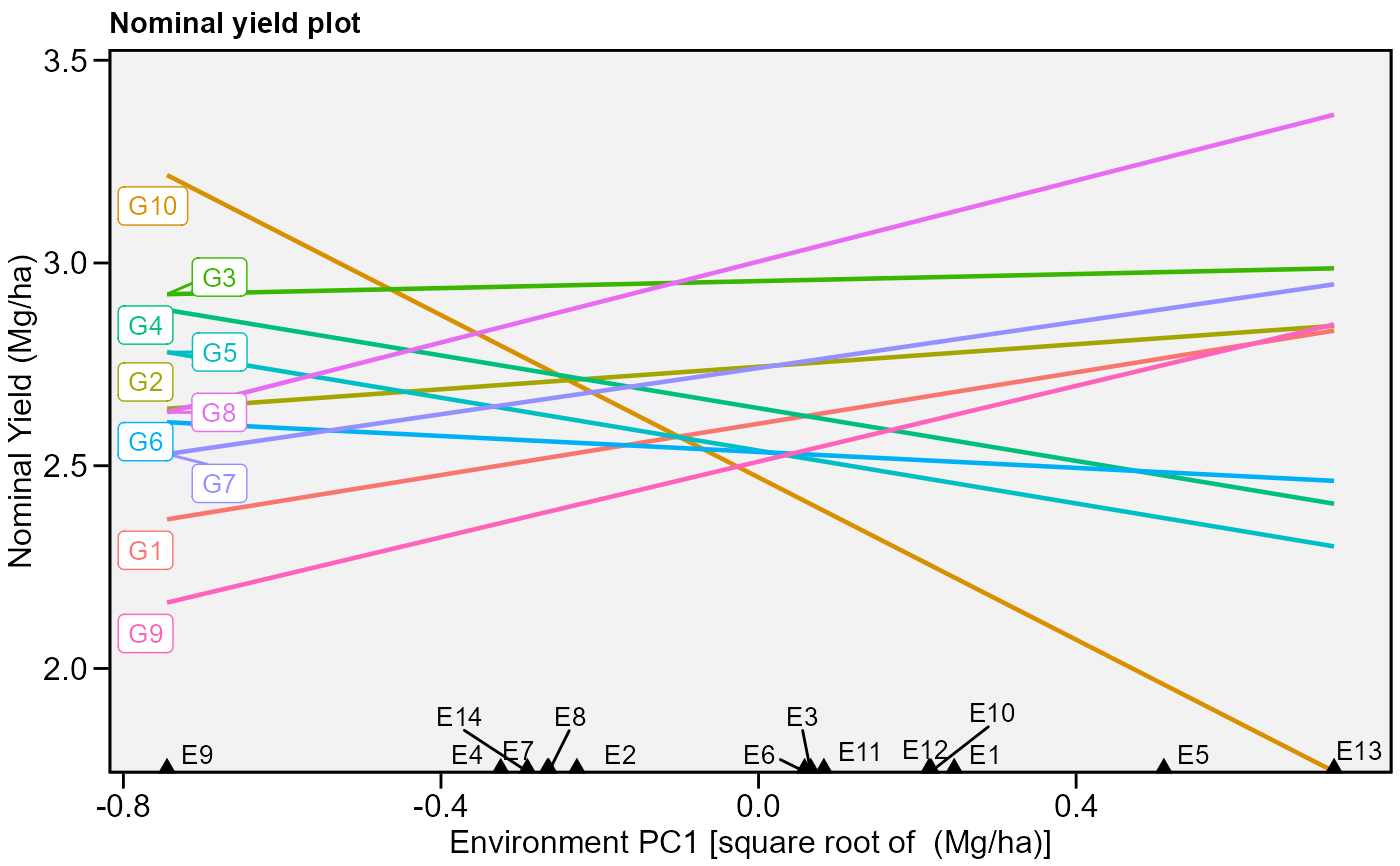 Nominal yield plot
3.5
3.0
2.5
2.0
Nominal Yield (Mg/ha)
G10
G3
G4
G5
G2
G8
G6
G7
G1
G9
E9
E14
E4
E7
E8
E2
E3
E6
E11
E10
E12
E1
E5
E13
-0.8
-0.4
0.0
0.4
Environment PC1 [square root of  (Mg/ha)]